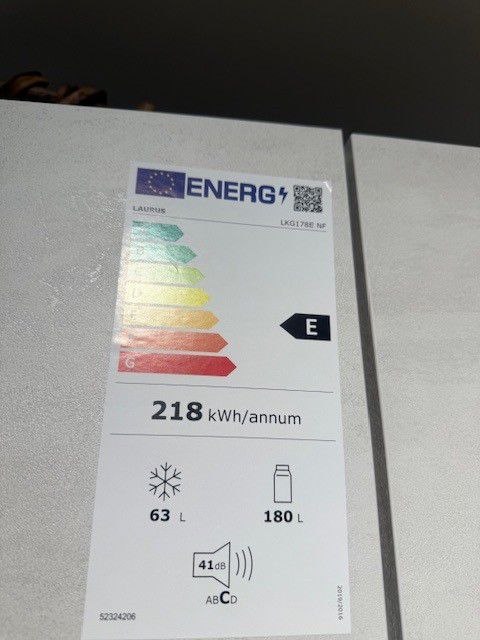 ENERG
LAURUS
LKG178E NF
E
G
218 kWh/annum
63 L
180 L
41dB
ABCD
52324206
2019/2016